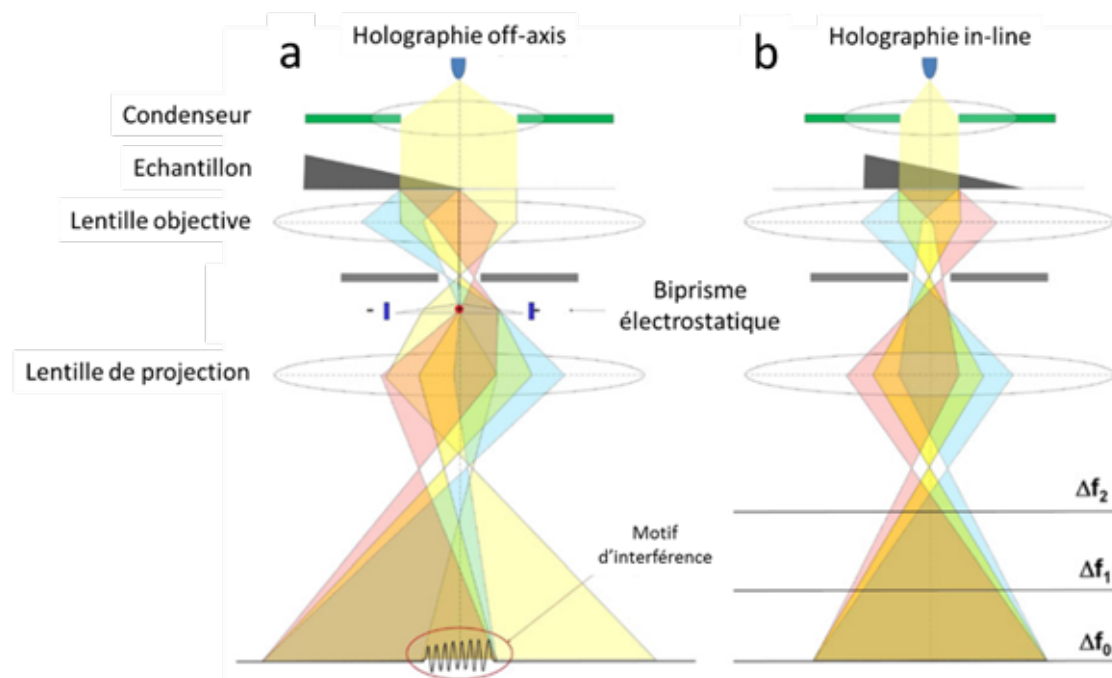 a
Holographie off-axis
b
Holographie in-line
Condenseur
Echantillon
Lentille objective
Biprisme
électrostatique
- +
Lentille de projection
Motif
d'interférence
Δf₂
Δf₁
Δf₀